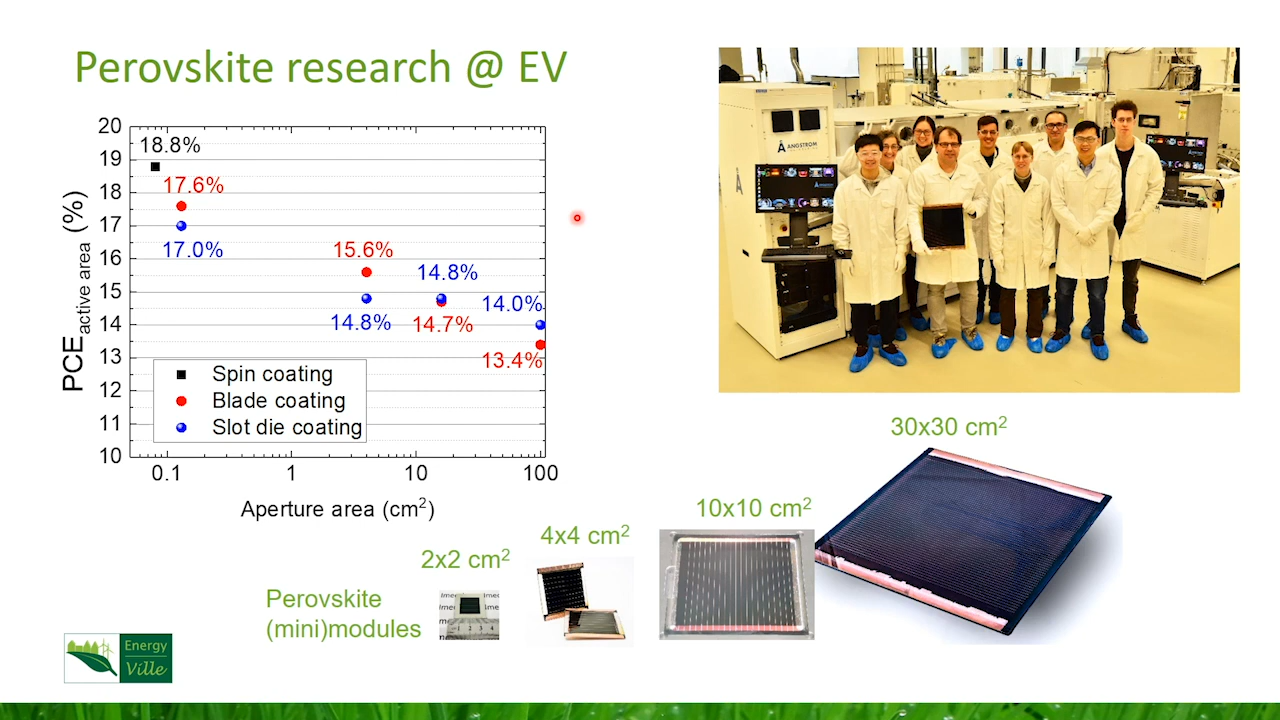 Perovskite research @ EV
20
19
18
17
16
15
14
13
12
11
10
PCEactive area (%)
18.8%
17.6%
17.0%
15.6%
14.8%
14.8%
14.7%
14.0%
13.4%
Spin coating
Blade coating
Slot die coating
0.1
1
10
100
Aperture area (cm²)
ANGSTROM
30x30 cm²
10x10 cm²
4x4 cm²
2x2 cm²
Perovskite
(mini)modules
Energy
Ville